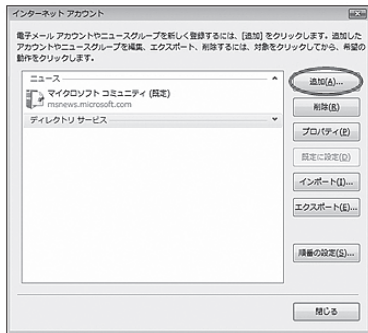 インターネット アカウント
電子メール アカウントやニュースグループを新しく登録するには、[追加] をクリックします。追加した
アカウントやニュースグループを編集、エクスポート、削除するには、対象をクリックしてから、希望の
動作をクリックします。
ニュース
マイクロソフト コミュニティ (既定)
msnews.microsoft.com
ディレクトリ サービス
追加(A)...
削除(R)
プロパティ(P)
既定に設定(D)
インポート(I)...
エクスポート(E)...
順番の設定(S)...
閉じる